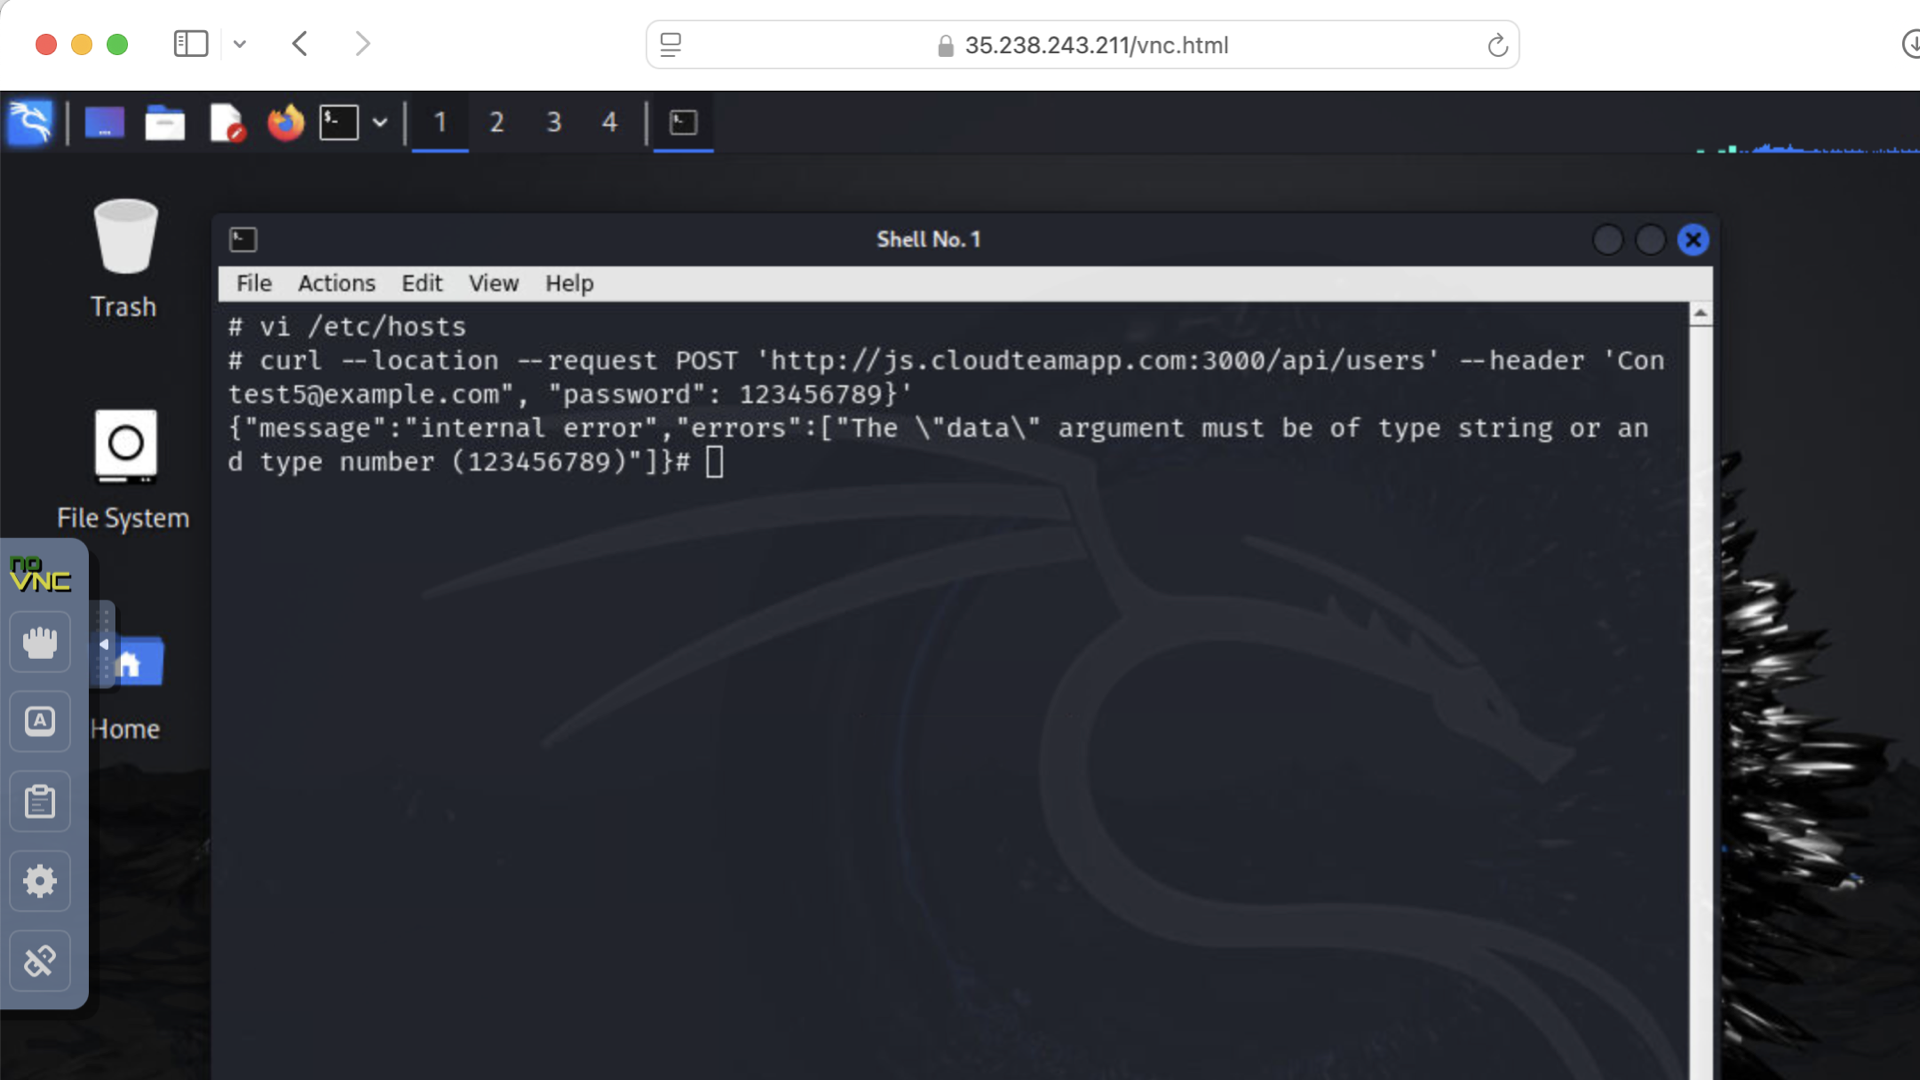 35.238.243.211/vnc.html
1 2 3 4
Shell No. 1
File Actions Edit View Help
# vi /etc/hosts
# curl --location --request POST 'http://js.cloudteamapp.com:3000/api/users' --header 'Con
test5@example.com", "password": 123456789}'
{"message":"internal error","errors":["The \"data\" argument must be of type string or an
d type number (123456789)"]}#
Trash
File System
Home
no
VNC
A